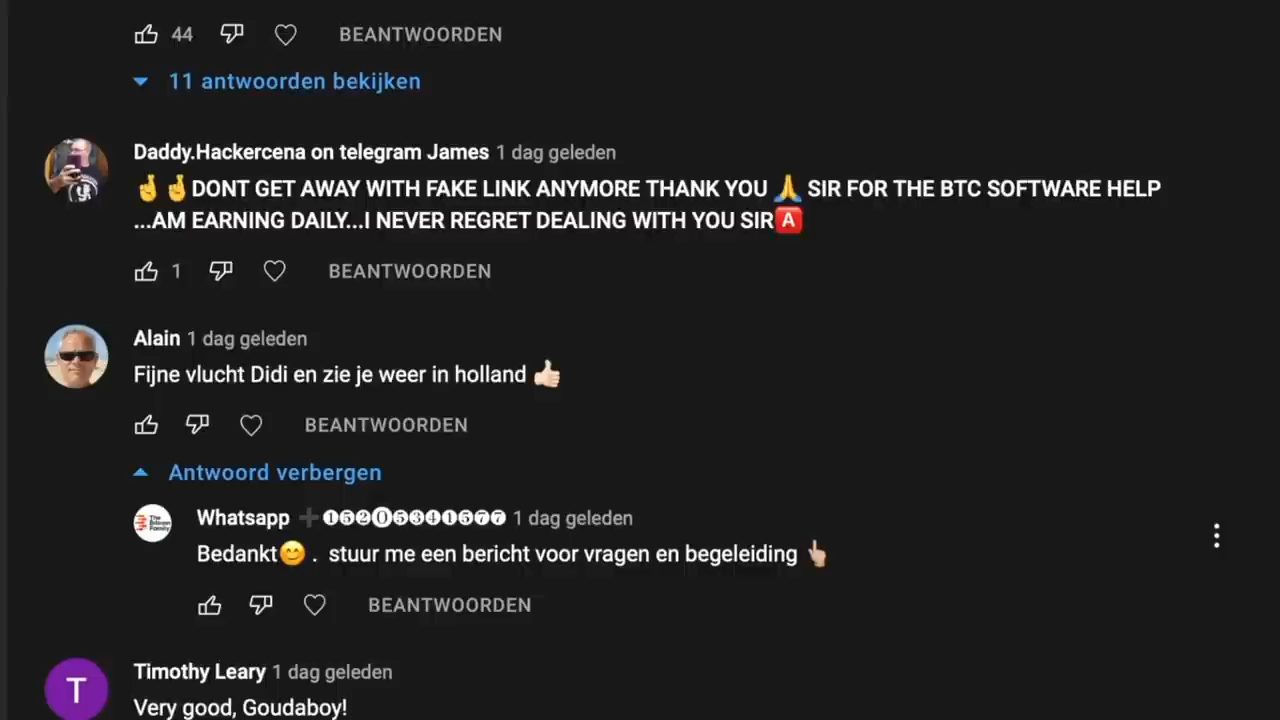 44 BEANTWOORDEN
11 antwoorden bekijken
Daddy.Hackercena on telegram James 1 dag geleden
🤞🤞DONT GET AWAY WITH FAKE LINK ANYMORE THANK YOU 🙏 SIR FOR THE BTC SOFTWARE HELP
...AM EARNING DAILY...I NEVER REGRET DEALING WITH YOU SIR🅰
1 BEANTWOORDEN
Alain 1 dag geleden
Fijne vlucht Didi en zie je weer in holland 👍🏻
BEANTWOORDEN
Antwoord verbergen
The Bitcoin Family
Whatsapp ➕❶❺❷⓿❺❸❹❶❺❼❼ 1 dag geleden
Bedankt😊 . stuur me een bericht voor vragen en begeleiding 👆🏼
BEANTWOORDEN
T
Timothy Leary 1 dag geleden
Very good, Goudaboy!